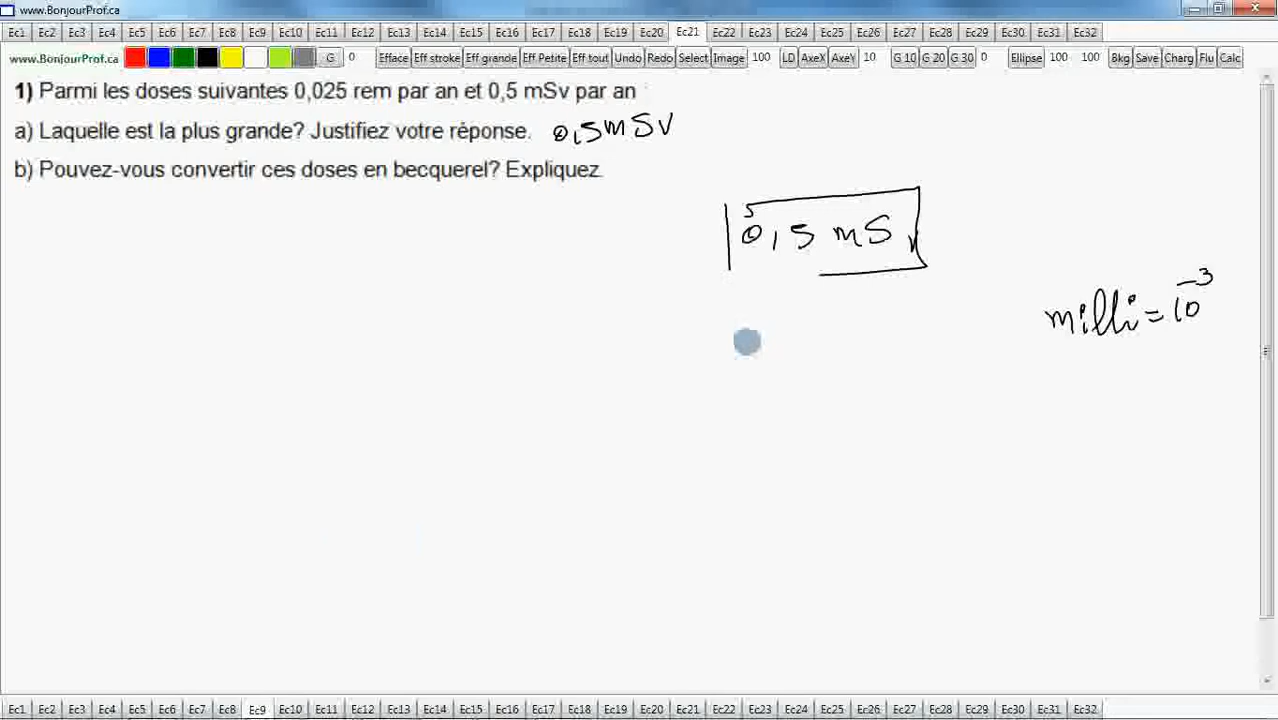 www.BonjourProf.ca
Ec1 Ec2 Ec3 Ec4 Ec5 Ec6 Ec7 Ec8 Ec9 Ec10 Ec11 Ec12 Ec13 Ec14 Ec15 Ec16 Ec17 Ec18 Ec19 Ec20 Ec21 Ec22 Ec23 Ec24 Ec25 Ec26 Ec27 Ec28 Ec29 Ec30 Ec31 Ec32
www.BonjourProf.ca G 0 Efface Eff stroke Eff grande Eff Petite Eff tout Undo Redo Select Image 100 LD AxeX AxeY 10 G 10 G 20 G 30 0 Ellipse 100 100 Bkg Save Charg Flu Cal
1) Parmi les doses suivantes 0,025 rem par an et 0,5 mSv par an
a) Laquelle est la plus grande? Justifiez votre réponse. 0,5mSv
b) Pouvez-vous convertir ces doses en becquerel? Expliquez.
0,5 mSv
milli = 10⁻³
Ec1 Ec2 Ec3 Ec4 Ec5 Ec6 Ec7 Ec8 Ec9 Ec10 Ec11 Ec12 Ec13 Ec14 Ec15 Ec16 Ec17 Ec18 Ec19 Ec20 Ec21 Ec22 Ec23 Ec24 Ec25 Ec26 Ec27 Ec28 Ec29 Ec30 Ec31 Ec32